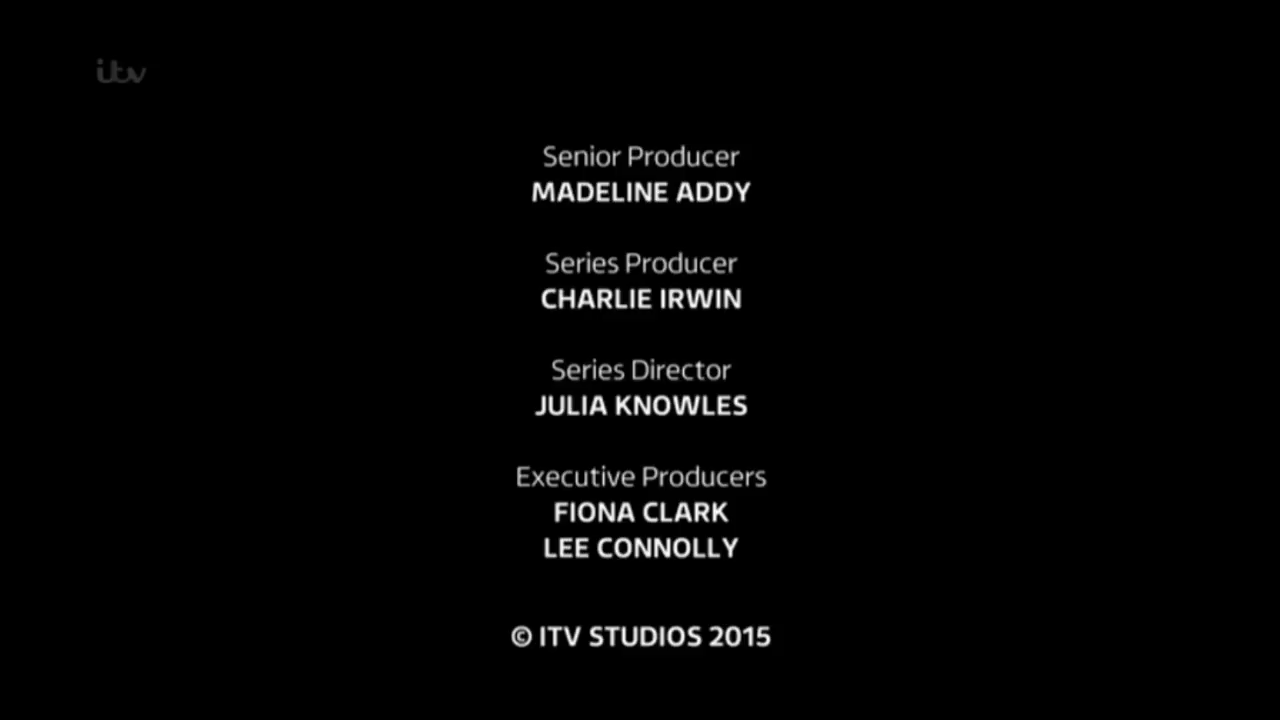 itv
Senior Producer
MADELINE ADDY
Series Producer
CHARLIE IRWIN
Series Director
JULIA KNOWLES
Executive Producers
FIONA CLARK
LEE CONNOLLY
© ITV STUDIOS 2015